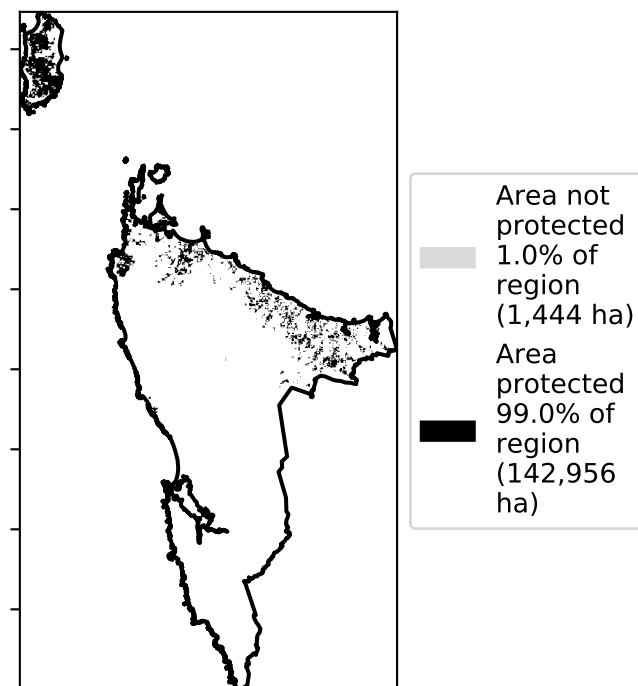 Area not
protected
1.0% of
region
(1,444 ha)
Area
protected
99.0% of
region
(142,956
ha)